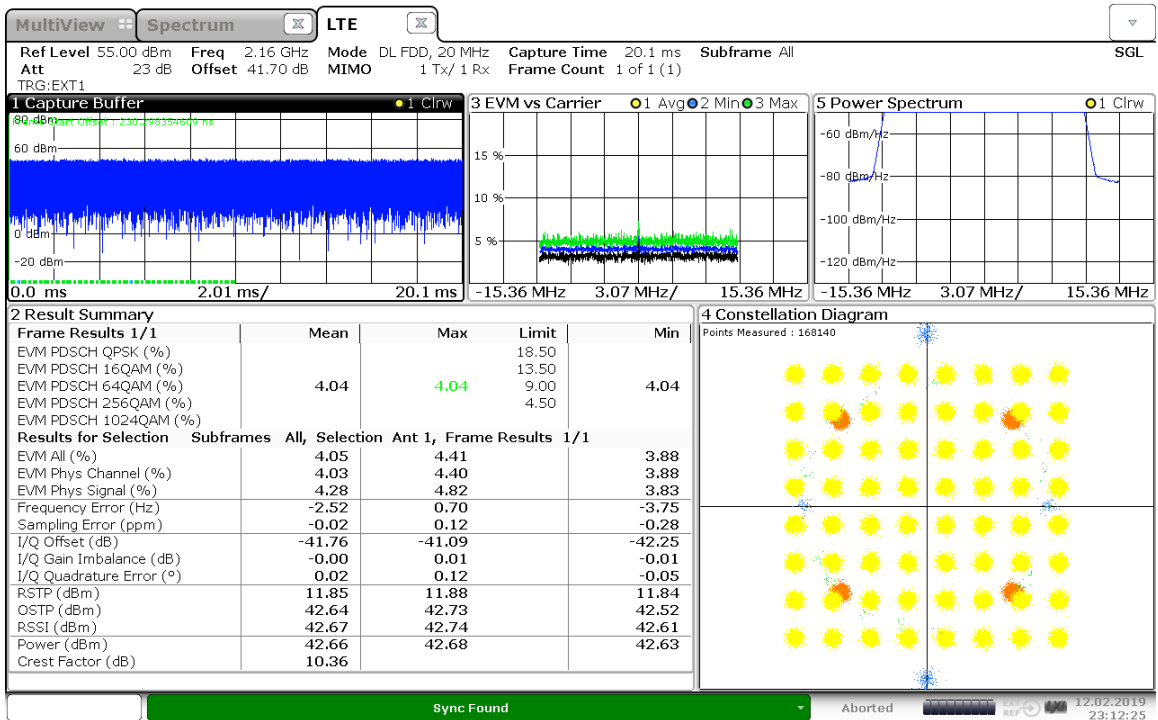 MultiView Spectrum LTE
Ref Level 55.00 dBm Freq 2.16 GHz Mode DL FDD, 20 MHz Capture Time 20.1 ms Subframe All SGL
Att 23 dB Offset 41.70 dB MIMO 1 Tx/ 1 Rx Frame Count 1 of 1 (1)
TRG:EXT1
1 Capture Buffer 1 Clrw
80 dBm
Frame Start Offset : 230.298354609 ns
60 dBm
0 dBm
-20 dBm
0.0 ms 2.01 ms/ 20.1 ms
3 EVM vs Carrier 1 Avg 2 Min 3 Max
15 %
10 %
5 %
-15.36 MHz 3.07 MHz/ 15.36 MHz
5 Power Spectrum 1 Clrw
-60 dBm/Hz
-80 dBm/Hz
-100 dBm/Hz
-120 dBm/Hz
-15.36 MHz 3.07 MHz/ 15.36 MHz
2 Result Summary
Frame Results 1/1 Mean Max Limit Min
EVM PDSCH QPSK (%) 18.50
EVM PDSCH 16QAM (%) 13.50
EVM PDSCH 64QAM (%) 4.04 4.04 9.00 4.04
EVM PDSCH 256QAM (%) 4.50
EVM PDSCH 1024QAM (%)
Results for Selection Subframes All, Selection Ant 1, Frame Results 1/1
EVM All (%) 4.05 4.41 3.88
EVM Phys Channel (%) 4.03 4.40 3.88
EVM Phys Signal (%) 4.28 4.82 3.83
Frequency Error (Hz) -2.52 0.70 -3.75
Sampling Error (ppm) -0.02 0.12 -0.28
I/Q Offset (dB) -41.76 -41.09 -42.25
I/Q Gain Imbalance (dB) -0.00 0.01 -0.01
I/Q Quadrature Error (°) 0.02 0.12 -0.05
RSTP (dBm) 11.85 11.88 11.84
OSTP (dBm) 42.64 42.73 42.52
RSSI (dBm) 42.67 42.74 42.61
Power (dBm) 42.66 42.68 42.63
Crest Factor (dB) 10.36
4 Constellation Diagram
Points Measured : 168140
Sync Found Aborted EXT REF 12.02.2019
23:12:25